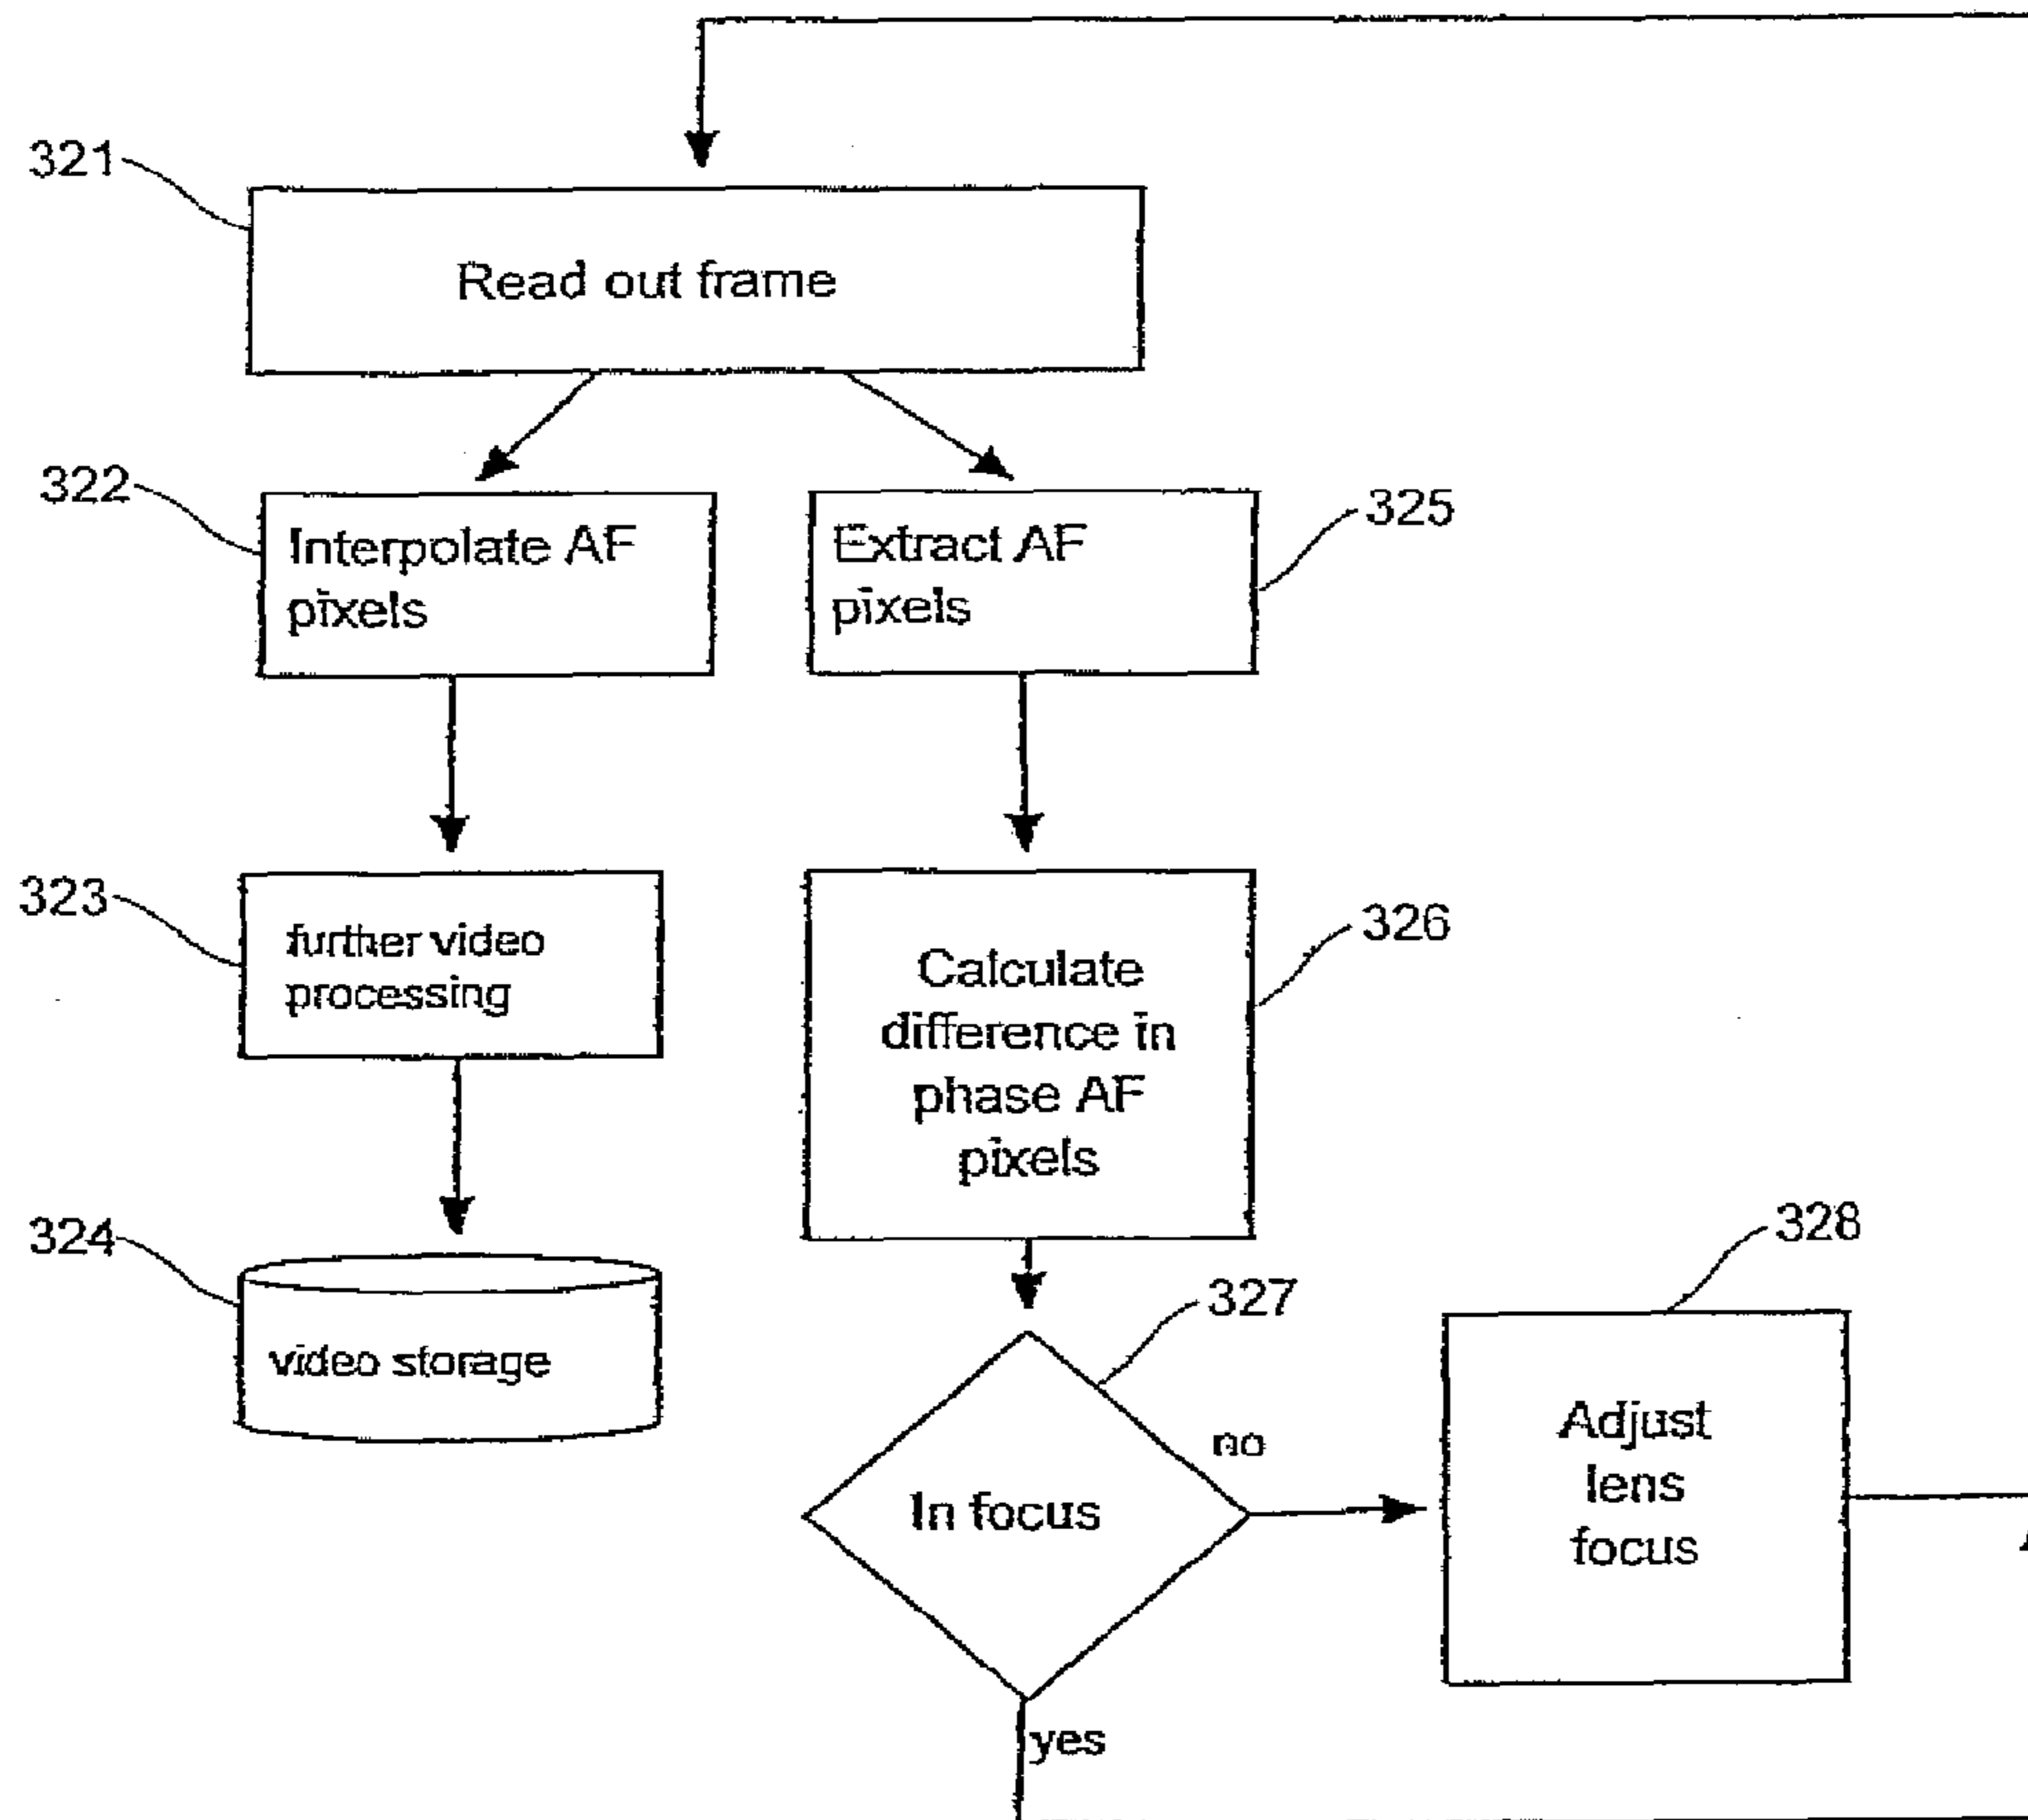 321
Read out frame
322
Interpolate AF
pixels
Extract AF
pixels
325
323
further video
processing
326
Calculate
difference in
phase AF
pixels
324
video storage
327
328
In focus
no
Adjust
lens
focus
yes